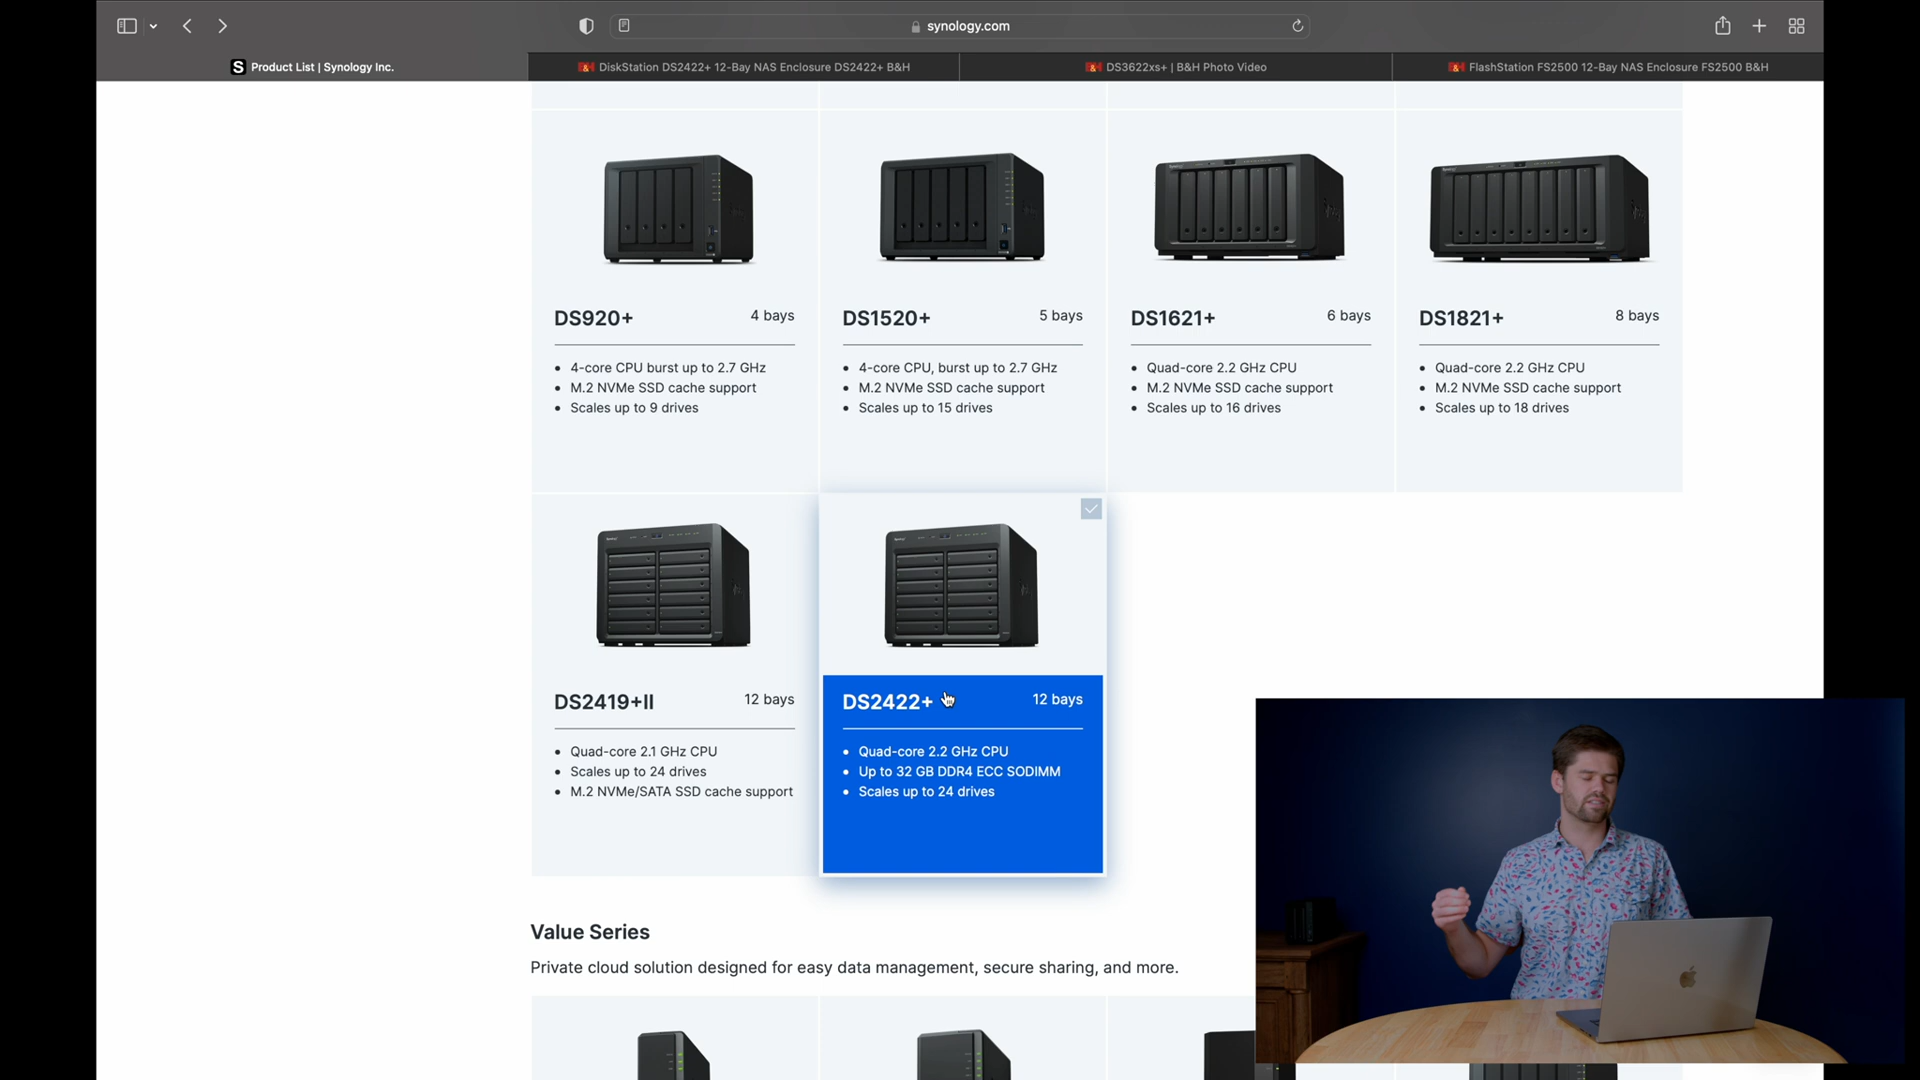 synology.com
Product List | Synology Inc.
DiskStation DS2422+ 12-Bay NAS Enclosure DS2422+ B&H
DS3622xs+ | B&H Photo Video
FlashStation FS2500 12-Bay NAS Enclosure FS2500 B&H
DS920+ 4 bays
4-core CPU burst up to 2.7 GHz
M.2 NVMe SSD cache support
Scales up to 9 drives
DS1520+ 5 bays
4-core CPU, burst up to 2.7 GHz
M.2 NVMe SSD cache support
Scales up to 15 drives
DS1621+ 6 bays
Quad-core 2.2 GHz CPU
M.2 NVMe SSD cache support
Scales up to 16 drives
DS1821+ 8 bays
Quad-core 2.2 GHz CPU
M.2 NVMe SSD cache support
Scales up to 18 drives
DS2419+II 12 bays
Quad-core 2.1 GHz CPU
Scales up to 24 drives
M.2 NVMe/SATA SSD cache support
DS2422+ 12 bays
Quad-core 2.2 GHz CPU
Up to 32 GB DDR4 ECC SODIMM
Scales up to 24 drives
Value Series
Private cloud solution designed for easy data management, secure sharing, and more.